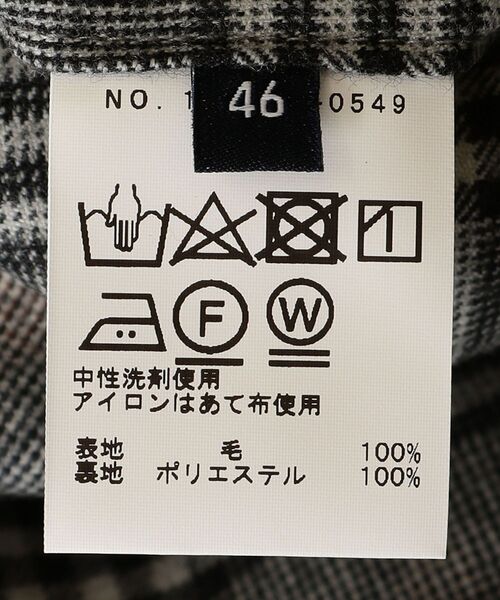 46
NO. 1 -0549
F W
中性洗剤使用
アイロンはあて布使用
表地 毛 100%
裏地 ポリエステル 100%